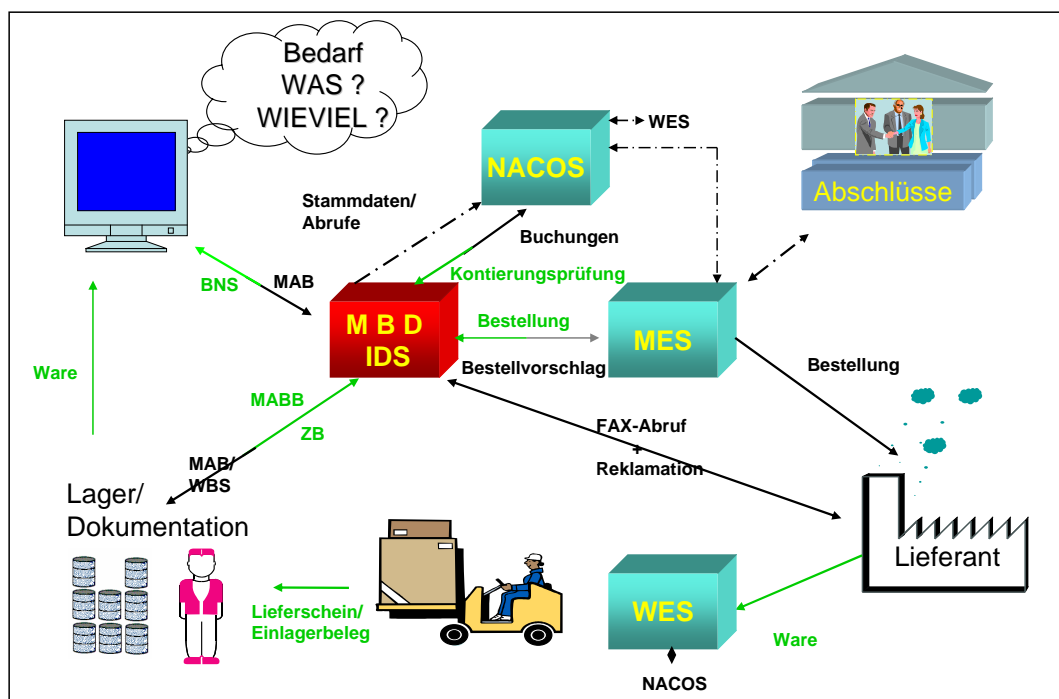 Bedarf
WAS ?
WIEVIEL ?
NACOS
WES
Abschlüsse
Stammdaten/
Abrufe
Buchungen
Kontierungsprüfung
BNS
MAB
M B D
IDS
Bestellung
Bestellvorschlag
MES
Bestellung
Ware
MABB
ZB
MAB/
WBS
FAX-Abruf
+
Reklamation
Lager/
Dokumentation
Lieferant
Lieferschein/
Einlagerbeleg
WES
Ware
NACOS